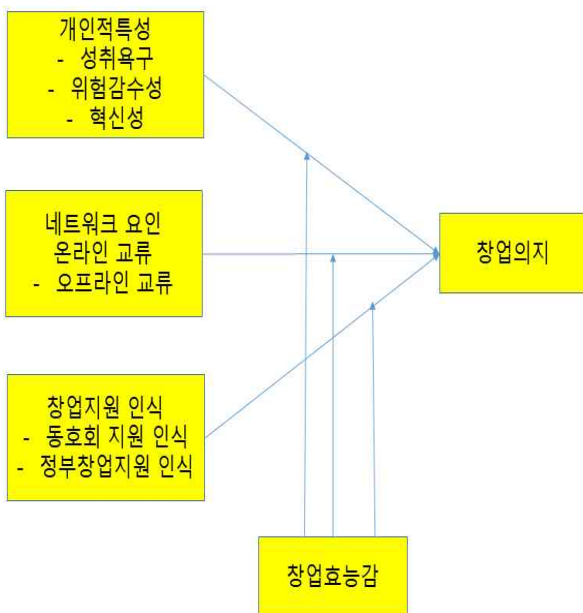 개인적특성
- 성취욕구
- 위험감수성
- 혁신성
네트워크 요인
온라인 교류
- 오프라인 교류
창업의지
창업지원 인식
- 동호회 지원 인식
- 정부창업지원 인식
창업효능감